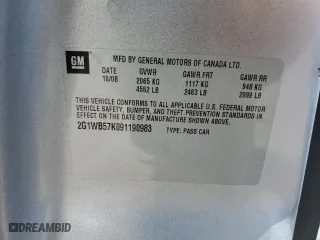 GM
MFD BY GENERAL MOTORS OF CANADA LTD.
DATE GVWR GAWR FRT GAWR RR
10/08 2065 KG 1117 KG 948 KG
4552 LB 2463 LB 2089 LB
THIS VEHICLE CONFORMS TO ALL APPLICABLE U.S. FEDERAL MOTOR
VEHICLE SAFETY, BUMPER, AND THEFT PREVENTION STANDARDS
IN EFFECT ON THE DATE OF MANUFACTURE SHOWN ABOVE.
2G1WB57K091190983 TYPE: PASS CAR
DREAMBID